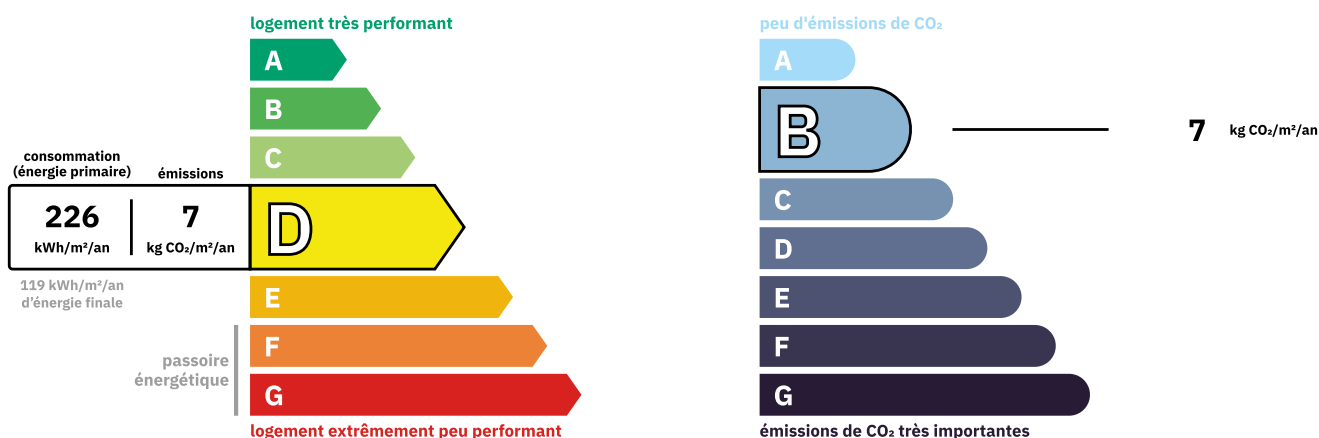 logement très performant
A
B
C
consommation
(énergie primaire)
émissions
226
kWh/m²/an
7
kg CO₂/m²/an
D
119 kWh/m²/an
d'énergie finale
E
passoire
énergétique
F
G
logement extrêmement peu performant
peu d'émissions de CO₂
A
B
7 kg CO₂/m²/an
C
D
E
F
G
émissions de CO₂ très importantes